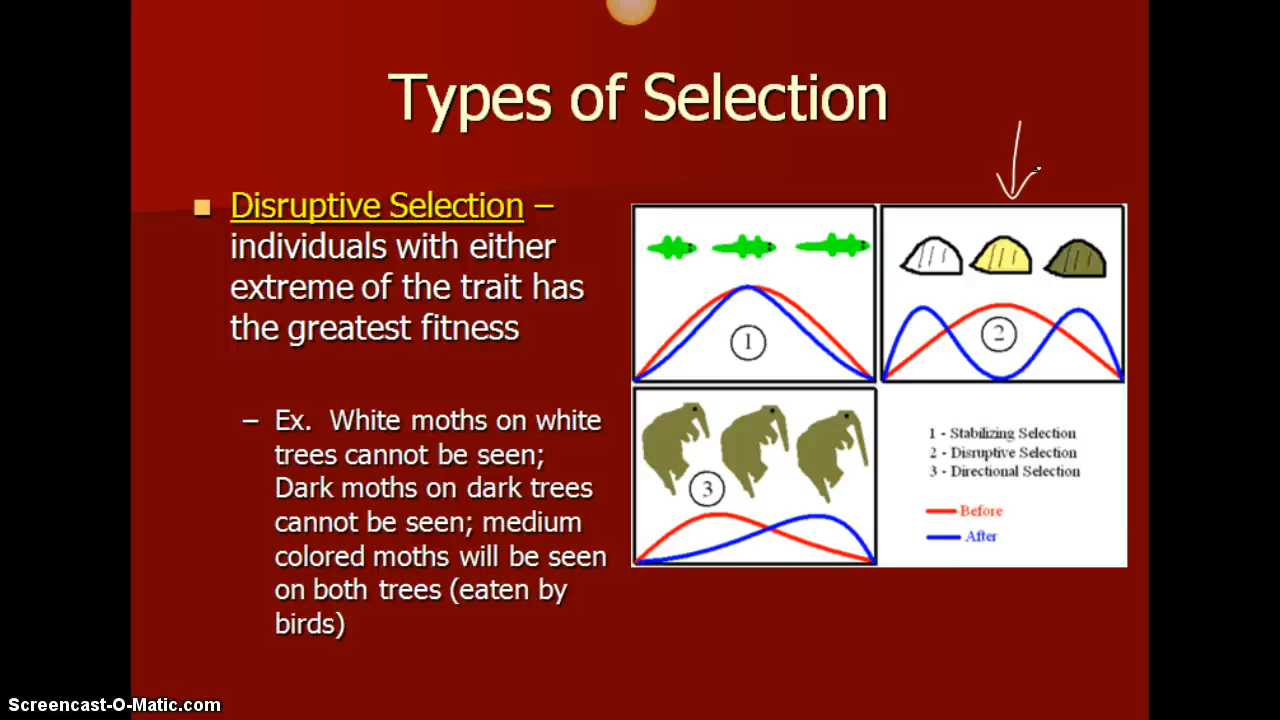 Types of Selection
Disruptive Selection –
individuals with either
extreme of the trait has
the greatest fitness
– Ex. White moths on white
trees cannot be seen;
Dark moths on dark trees
cannot be seen; medium
colored moths will be seen
on both trees (eaten by
birds)
1
2
3
1 - Stabilizing Selection
2 - Disruptive Selection
3 - Directional Selection
Before
After
Screencast-O-Matic.com